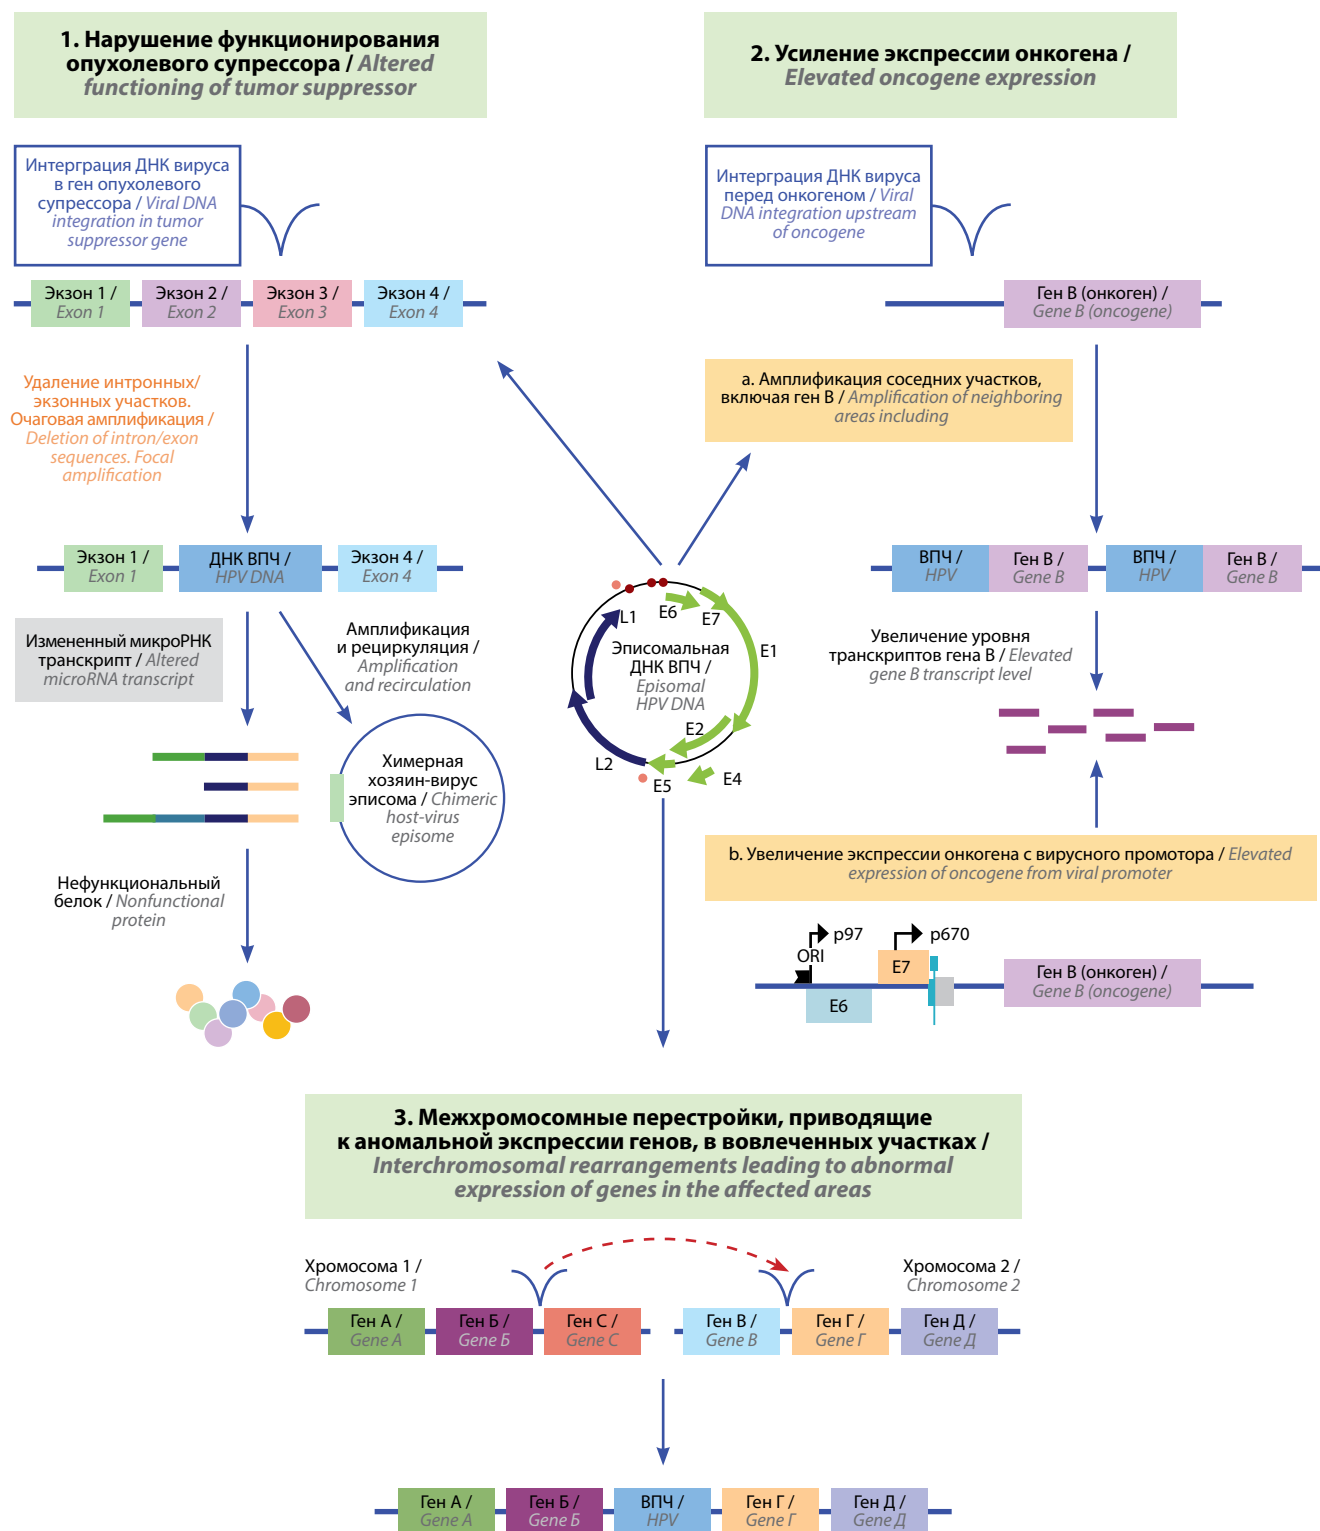 1. Нарушение функционирования
опухолевого супрессора / Altered
functioning of tumor suppressor
2. Усиление экспрессии онкогена /
Elevated oncogene expression
Интерграция ДНК вируса
в ген опухолевого
супрессора / Viral DNA
integration in tumor
suppressor gene
Интерграция ДНК вируса
перед онкогеном / Viral
DNA integration upstream
of oncogene
Экзон 1 /
Exon 1
Экзон 2 /
Exon 2
Экзон 3 /
Exon 3
Экзон 4 /
Exon 4
Ген В (онкоген) /
Gene B (oncogene)
Удаление интронных/
экзонных участков.
Очаговая амплификация /
Deletion of intron/exon
sequences. Focal
amplification
a. Амплификация соседних участков,
включая ген В / Amplification of neighboring
areas including
Экзон 1 /
Exon 1
ДНК ВПЧ /
HPV DNA
Экзон 4 /
Exon 4
ВПЧ /
HPV
Ген В /
Gene B
ВПЧ /
HPV
Ген В /
Gene B
Измененный микроРНК
транскрипт / Altered
microRNA transcript
Амплификация
и рециркуляция /
Amplification
and recirculation
L1
E6
E7
E1
Эписомальная
ДНК ВПЧ /
Episomal
HPV DNA
E2
L2
E5
E4
Увеличение уровня
транскриптов гена В / Elevated
gene B transcript level
Химерная
хозяин-вирус
эписома / Chimeric
host-virus
episome
b. Увеличение экспрессии онкогена с вирусного промотора / Elevated
expression of oncogene from viral promoter
Нефункциональный
белок / Nonfunctional
protein
p97
p670
ORI
E7
E6
Ген В (онкоген) /
Gene B (oncogene)
3. Межхромосомные перестройки, приводящие
к аномальной экспрессии генов, в вовлеченных участках /
Interchromosomal rearrangements leading to abnormal
expression of genes in the affected areas
Хромосома 1 /
Chromosome 1
Хромосома 2 /
Chromosome 2
Ген А /
Gene A
Ген Б /
Gene Б
Ген С /
Gene C
Ген В /
Gene B
Ген Г /
Gene Г
Ген Д /
Gene Д
Ген А /
Gene A
Ген Б /
Gene Б
ВПЧ /
HPV
Ген Г /
Gene Г
Ген Д /
Gene Д